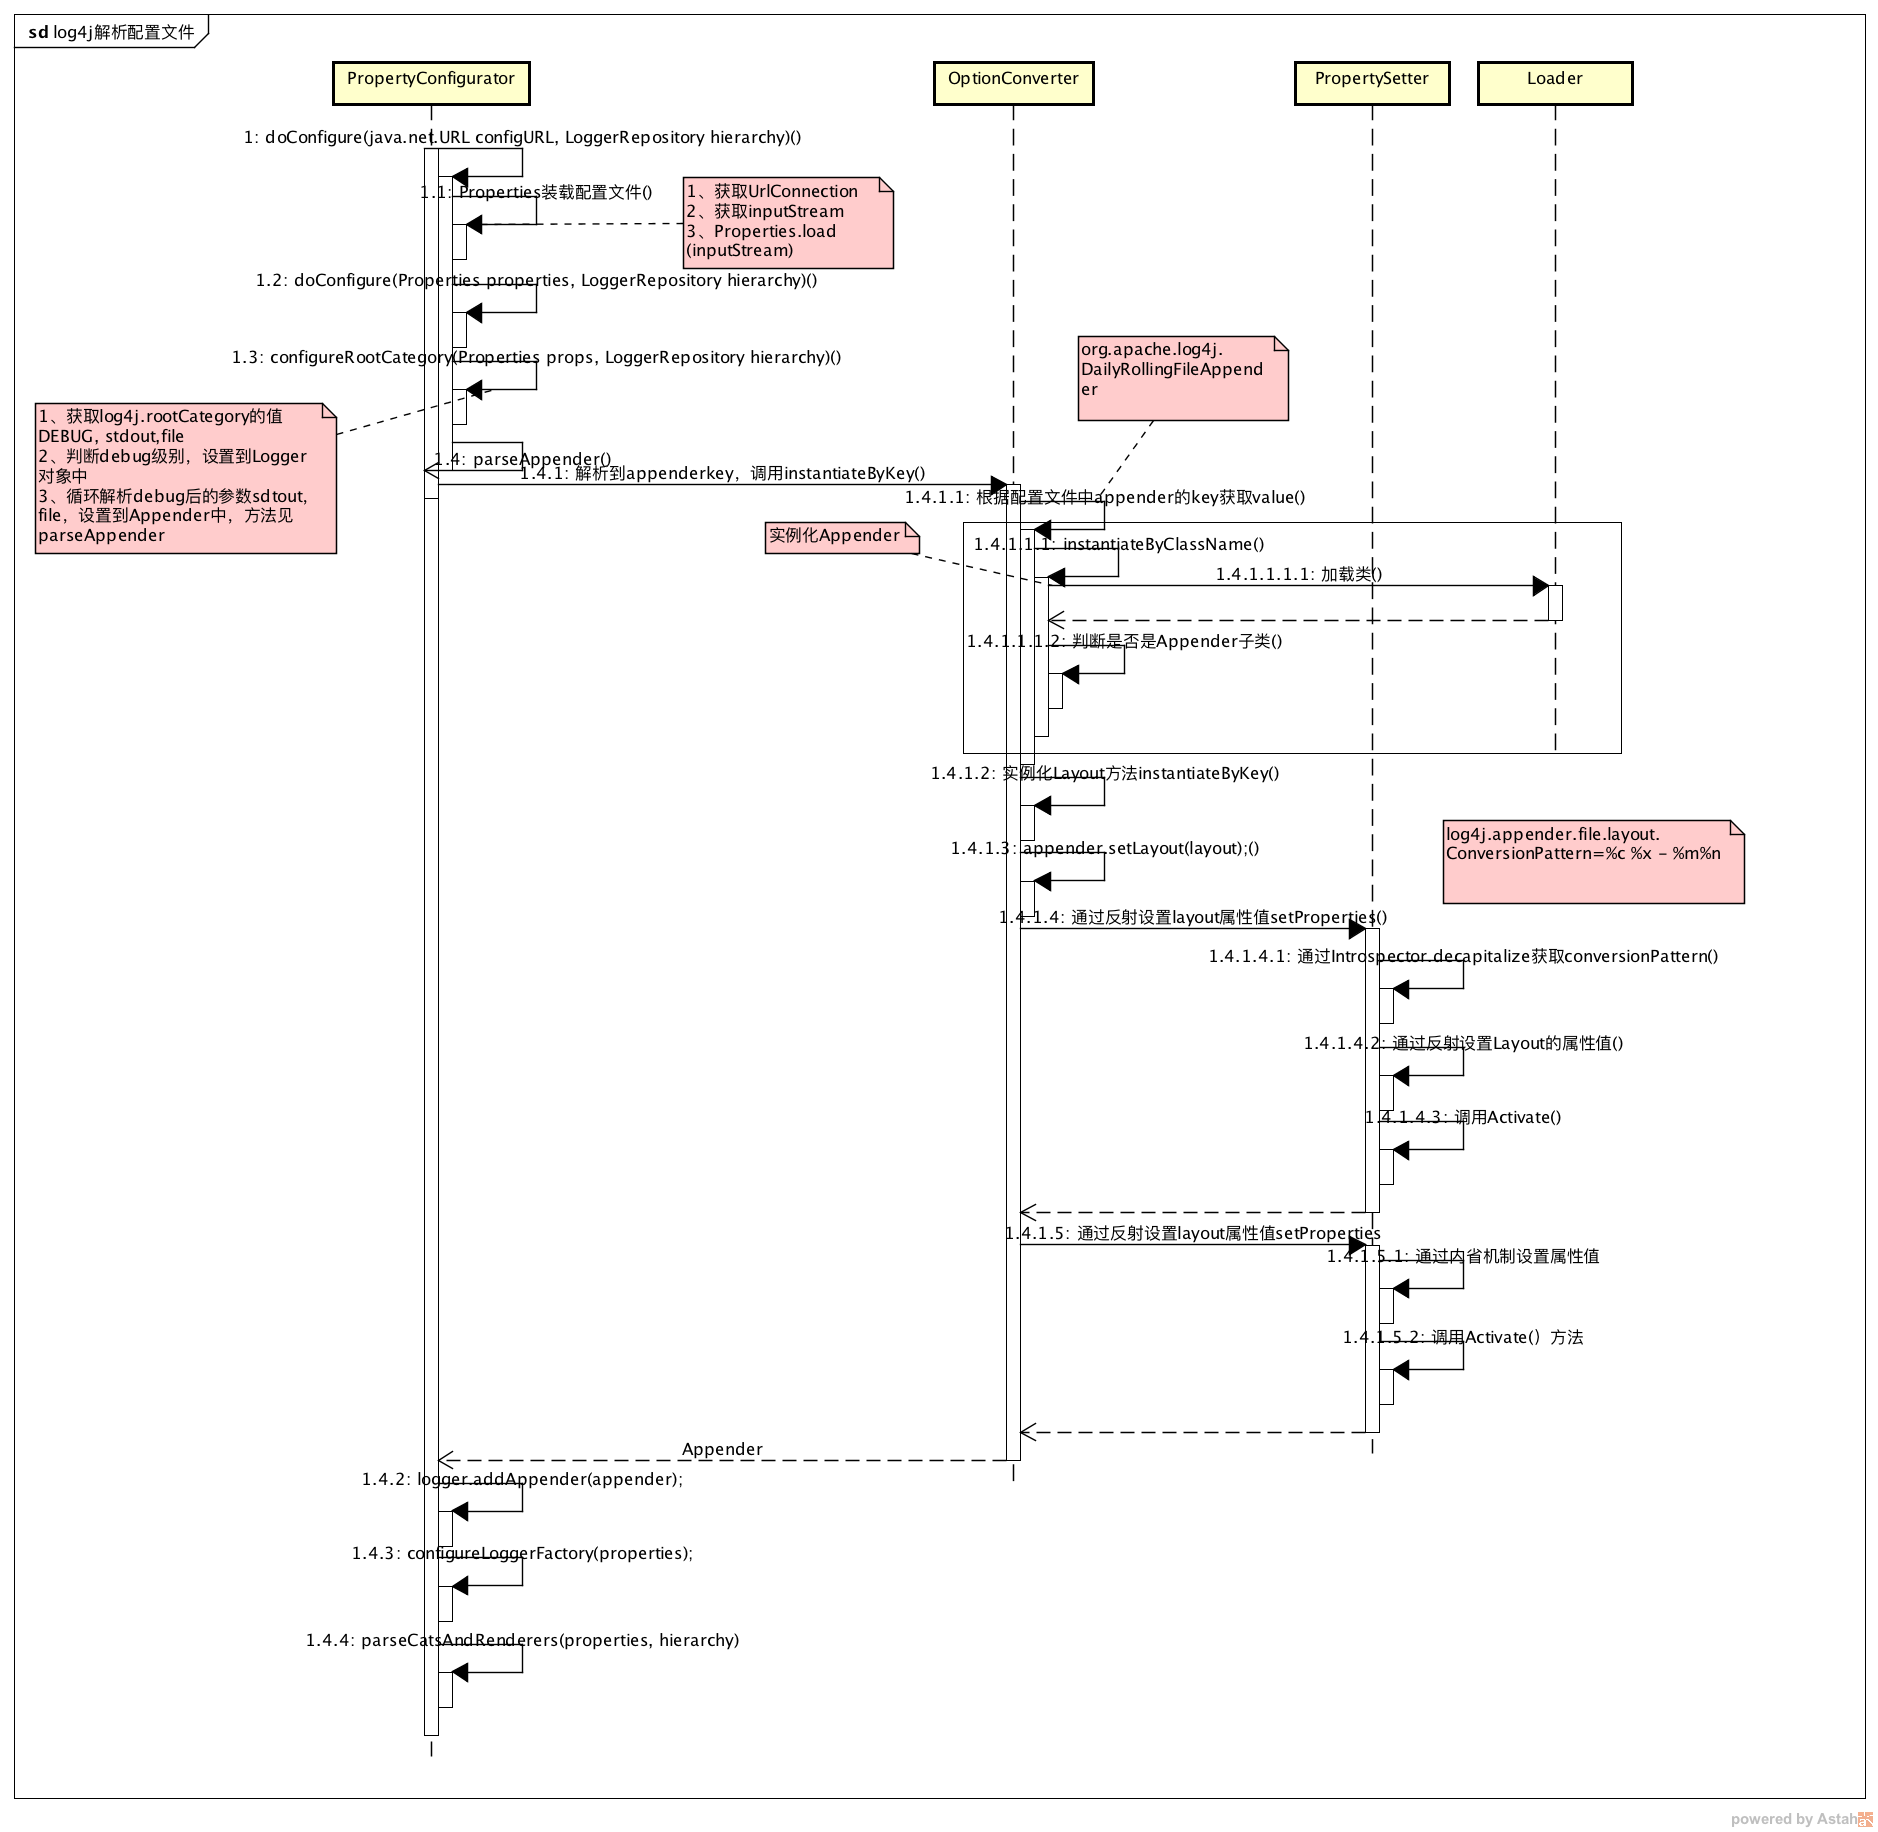 sd log4j解析配置文件
PropertyConfigurator
OptionConverter
PropertySetter
Loader
1: doConfigure(java.net.URL configURL, LoggerRepository hierarchy)()
1.1: Properties装载配置文件()
1、获取UrlConnection
2、获取inputStream
3、Properties.load
(inputStream)
1.2: doConfigure(Properties properties, LoggerRepository hierarchy)()
1.3: configureRootCategory(Properties props, LoggerRepository hierarchy)()
org.apache.log4j.
DailyRollingFileAppend
er
1、获取log4j.rootCategory的值
DEBUG, stdout,file
2、判断debug级别，设置到Logger
对象中
3、循环解析debug后的参数sdtout,
file，设置到Appender中，方法见
parseAppender
1.4: parseAppender()
1.4.1: 解析到appenderkey，调用instantiateByKey()
1.4.1.1: 根据配置文件中appender的key获取value()
实例化Appender
1.4.1.1.1: instantiateByClassName()
1.4.1.1.1.1: 加载类()
1.4.1.1.1.2: 判断是否是Appender子类()
1.4.1.2: 实例化Layout方法instantiateByKey()
log4j.appender.file.layout.
ConversionPattern=%c %x - %m%n
1.4.1.3: appender.setLayout(layout);()
1.4.1.4: 通过反射设置layout属性值setProperties()
1.4.1.4.1: 通过Introspector.decapitalize获取conversionPattern()
1.4.1.4.2: 通过反射设置Layout的属性值()
1.4.1.4.3: 调用Activate()
1.4.1.5: 通过反射设置layout属性值setProperties
1.4.1.5.1: 通过内省机制设置属性值
1.4.1.5.2: 调用Activate(）方法
Appender
1.4.2: logger.addAppender(appender);
1.4.3: configureLoggerFactory(properties);
1.4.4: parseCatsAndRenderers(properties, hierarchy)
powered by Astah